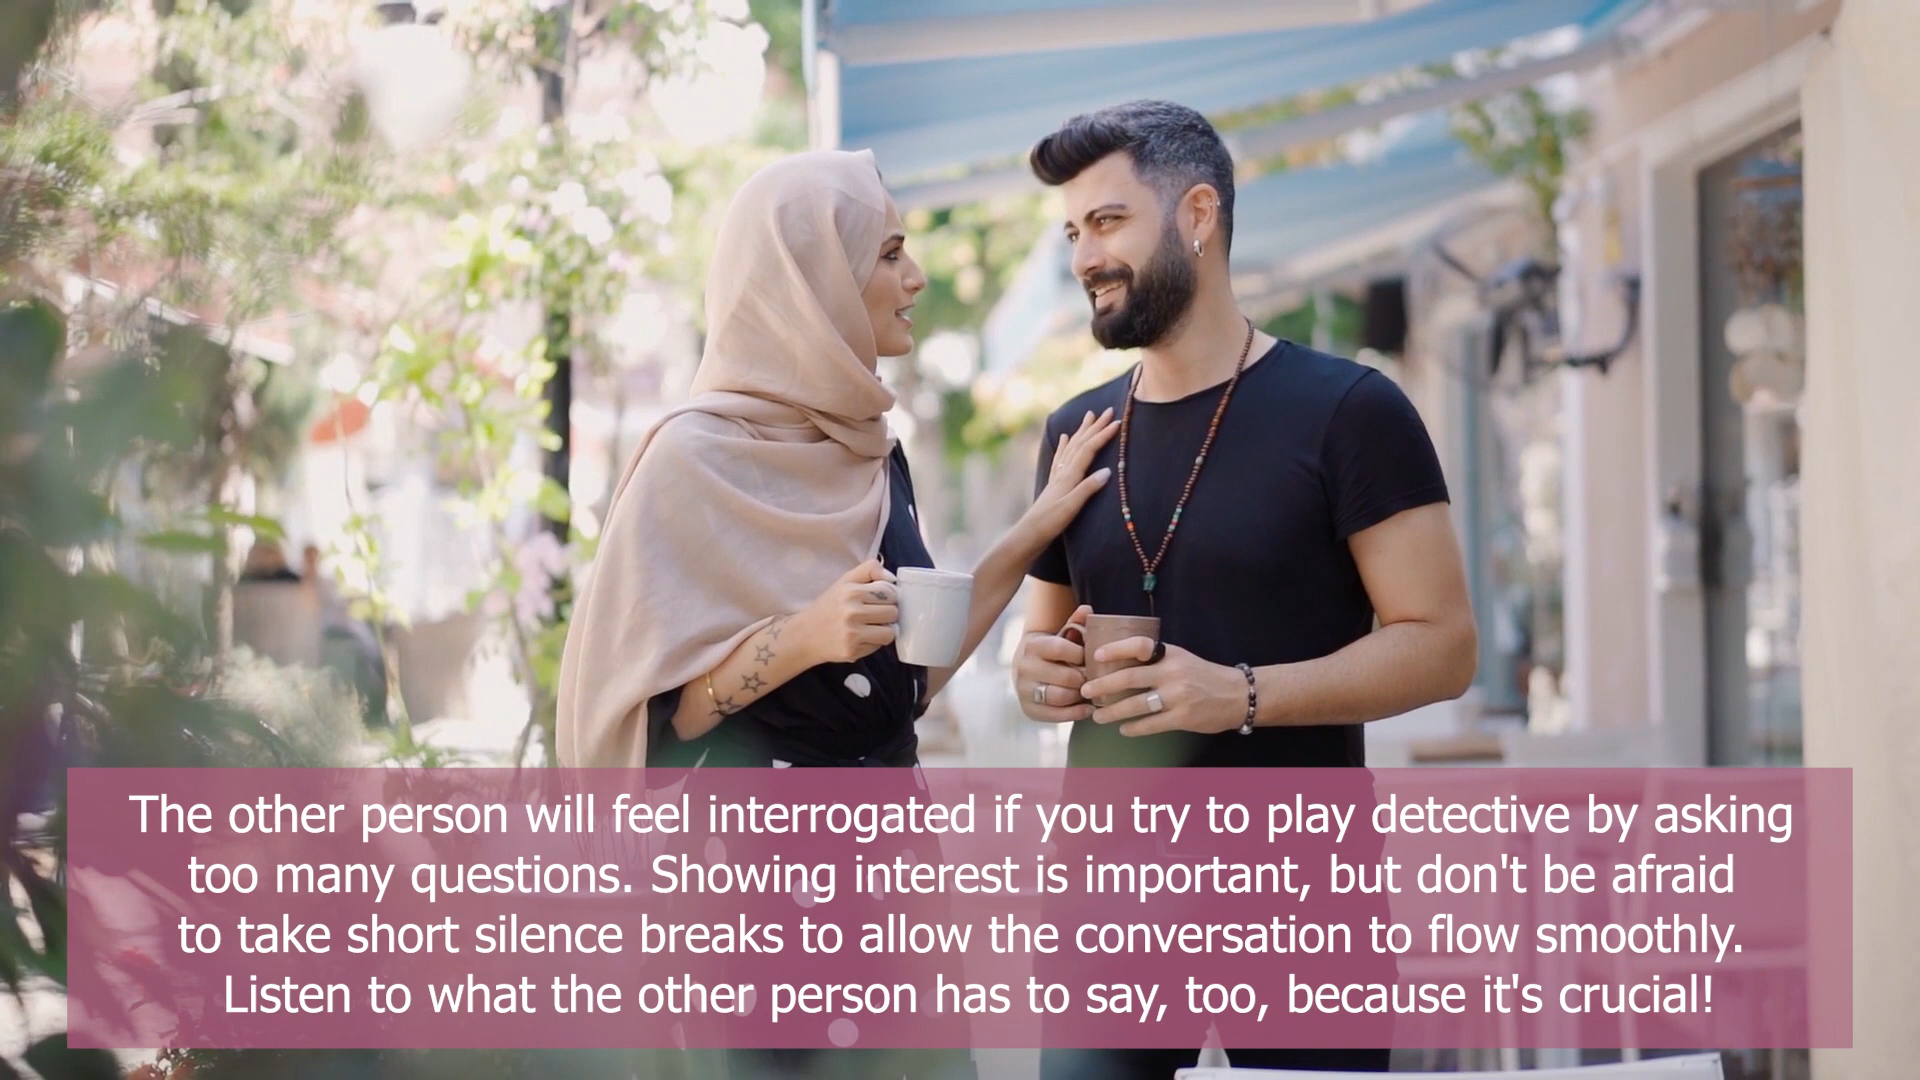 The other person will feel interrogated if you try to play detective by asking
too many questions. Showing interest is important, but don't be afraid
to take short silence breaks to allow the conversation to flow smoothly.
Listen to what the other person has to say, too, because it's crucial!